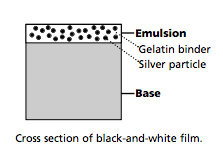 Emulsion
Gelatin binder
Silver particle
Base
Cross section of black-and-white film.